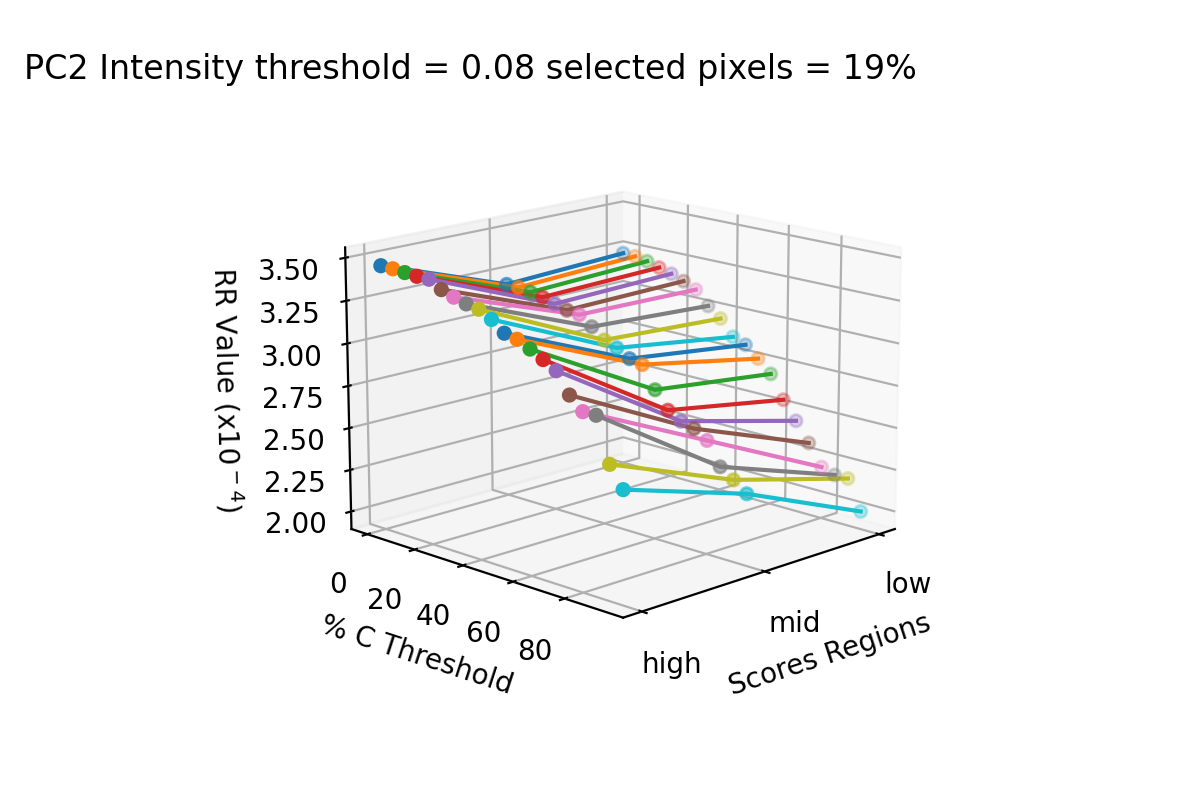 PC2 Intensity threshold = 0.08 selected pixels = 19%
3.50
3.25
3.00
2.75
2.50
2.25
2.00
RR Value (x10⁻⁴)
0
20
40
60
80
% C Threshold
high
mid
low
Scores Regions